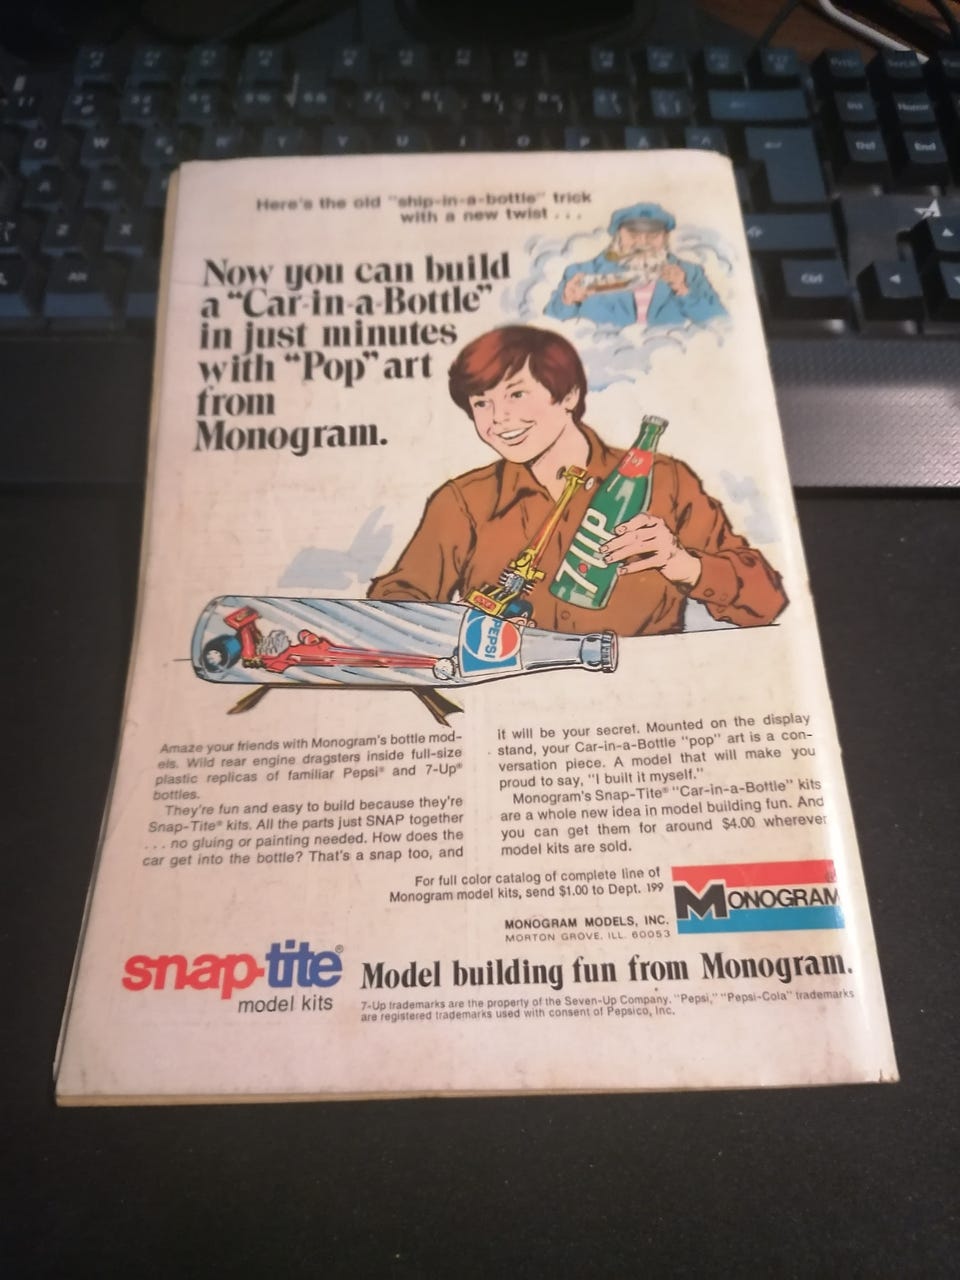 Here's the old "ship-in-a-bottle" trick
with a new twist . . .
Now you can build
a "Car-in-a-Bottle"
in just minutes
with "Pop" art
from
Monogram.
7up
7·UP
PEPSI
Amaze your friends with Monogram's bottle mod-
els. Wild rear engine dragsters inside full-size
plastic replicas of familiar Pepsi® and 7-Up®
bottles.
They're fun and easy to build because they're
Snap-Tite® kits. All the parts just SNAP together
. . . no gluing or painting needed. How does the
car get into the bottle? That's a snap too, and
it will be your secret. Mounted on the display
stand, your Car-in-a-Bottle "pop" art is a con-
versation piece. A model that will make you
proud to say, "I built it myself."
Monogram's Snap-Tite® "Car-in-a-Bottle" kits
are a whole new idea in model building fun. And
you can get them for around $4.00 wherever
model kits are sold.
For full color catalog of complete line of
Monogram model kits, send $1.00 to Dept. 199
MONOGRAM MODELS, INC.
MORTON GROVE, ILL. 60053
MONOGRAM
snap-tite®
model kits
Model building fun from Monogram.
7-Up trademarks are the property of the Seven-Up Company. "Pepsi," "Pepsi-Cola" trademarks
are registered trademarks used with consent of Pepsico, Inc.
Home
Del
End
Ctrl
Alt